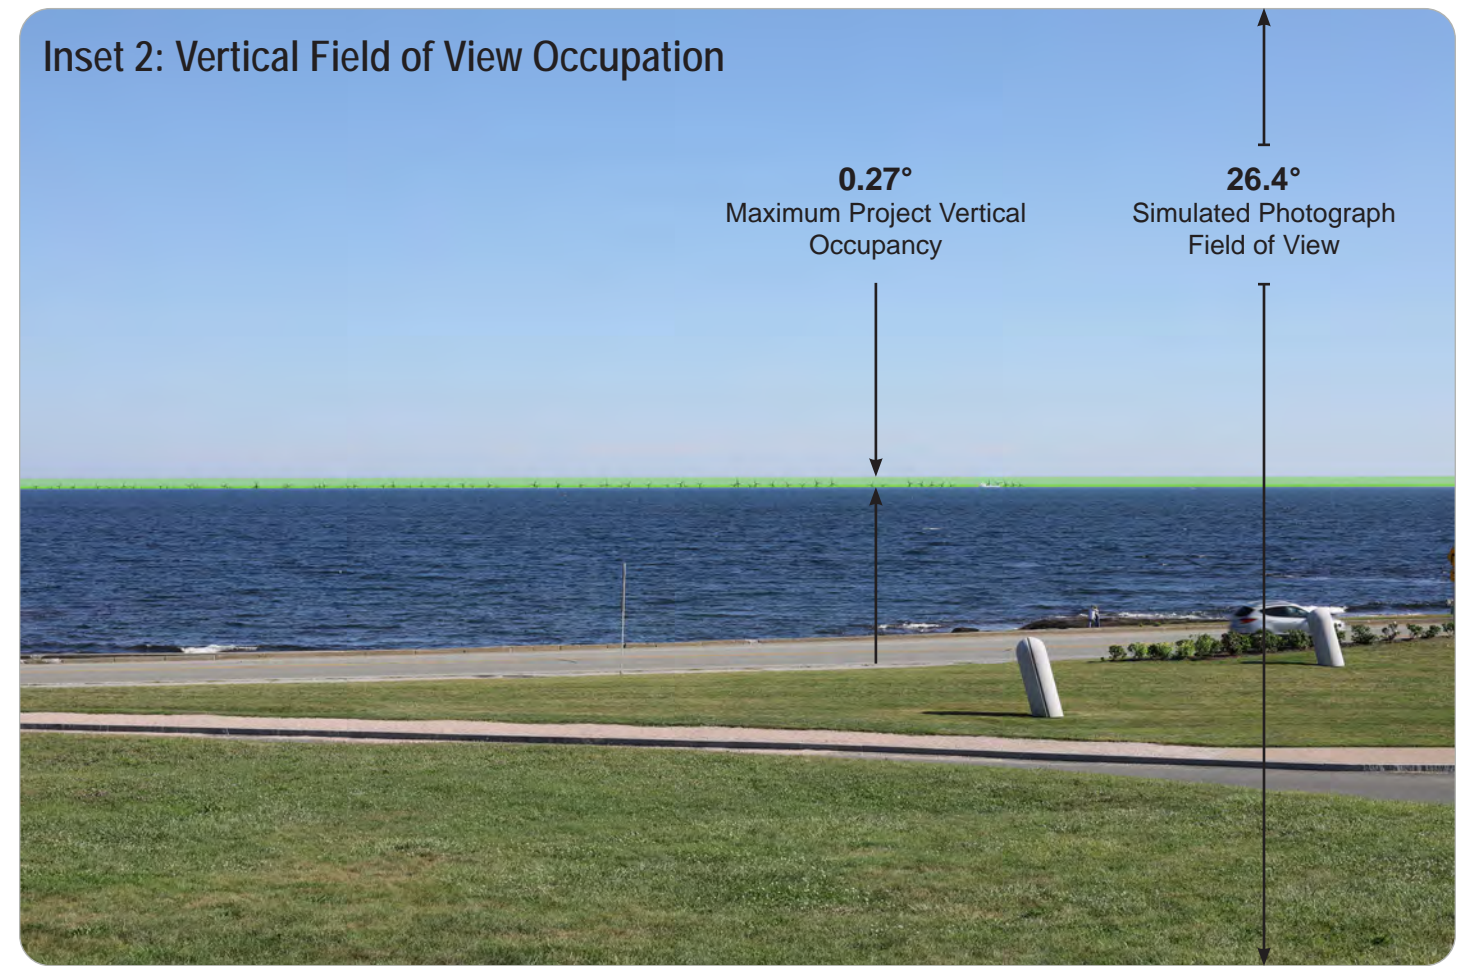 Inset 2: Vertical Field of View Occupation
0.27°
Maximum Project Vertical
Occupancy
26.4°
Simulated Photograph
Field of View